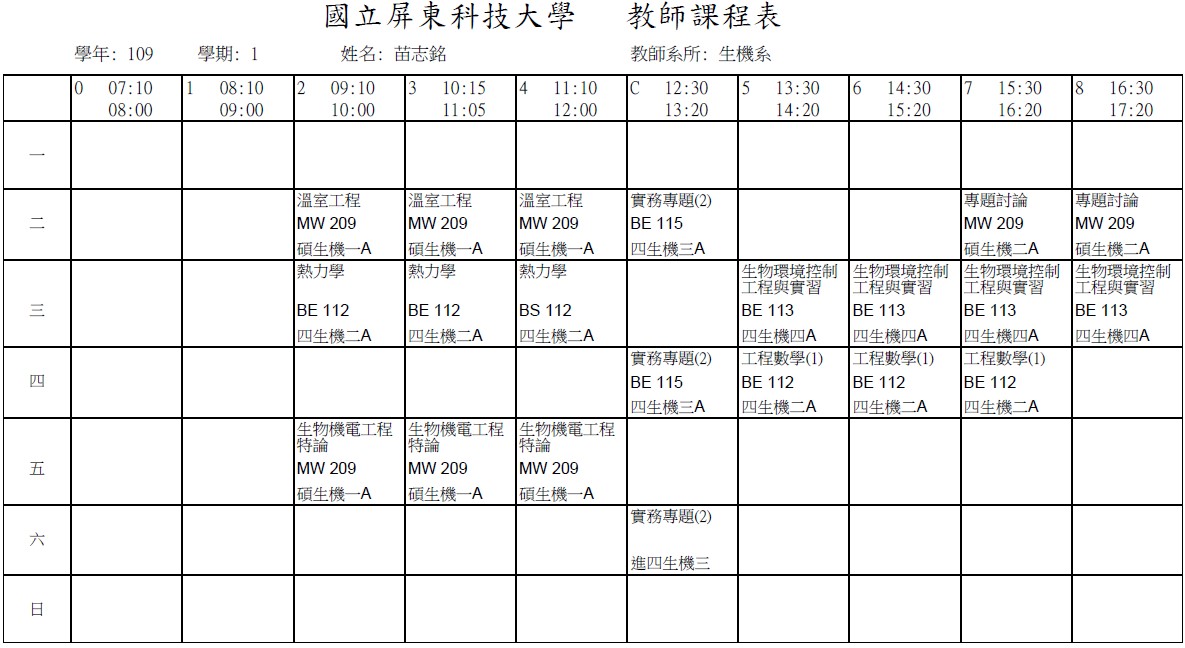 國立屏東科技大學 教師課程表
學年: 109 學期: 1 姓名: 苗志銘 教師系所: 生機系
0 07:10 1 08:10 2 09:10 3 10:15 4 11:10 C 12:30 5 13:30 6 14:30 7 15:30 8 16:30
08:00 09:00 10:00 11:05 12:00 13:20 14:20 15:20 16:20 17:20
一
溫室工程 溫室工程 溫室工程 實務專題(2) 專題討論 專題討論
二 MW 209 MW 209 MW 209 BE 115 MW 209 MW 209
碩生機一A 碩生機一A 碩生機一A 四生機三A 碩生機二A 碩生機二A
熱力學 熱力學 熱力學 生物環境控制 生物環境控制 生物環境控制 生物環境控制
工程與實習 工程與實習 工程與實習 工程與實習
三 BE 112 BE 112 BS 112 BE 113 BE 113 BE 113 BE 113
四生機二A 四生機二A 四生機二A 四生機四A 四生機四A 四生機四A 四生機四A
實務專題(2) 工程數學(1) 工程數學(1) 工程數學(1)
四 BE 115 BE 112 BE 112 BE 112
四生機三A 四生機二A 四生機二A 四生機二A
生物機電工程 生物機電工程 生物機電工程
特論 特論 特論
五 MW 209 MW 209 MW 209
碩生機一A 碩生機一A 碩生機一A
實務專題(2)
六
進四生機三
日